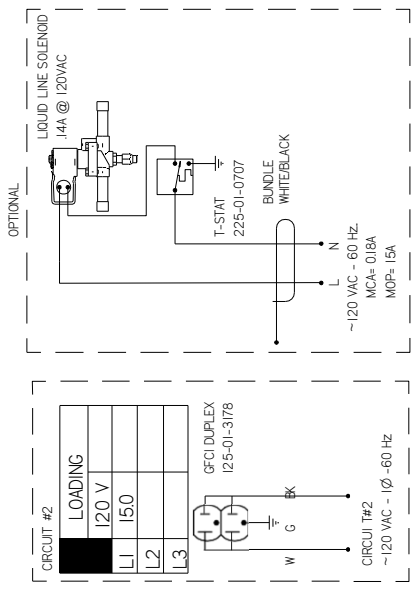 OPTIONAL
LIQUID LINE SOLENOID
.14A @ 120VAC
T-STAT
225-01-0707
BUNDLE
WHITE/BLACK
L
N
~120 VAC - 60 Hz.
MCA= 0.18A
MOP= 15A
CIRCUIT #2
LOADING
120 V
L1 15.0
L2
L3
GFCI DUPLEX
125-01-3178
W
G
BK
CIRCUI T#2
~120 VAC - 1Ø -60 Hz